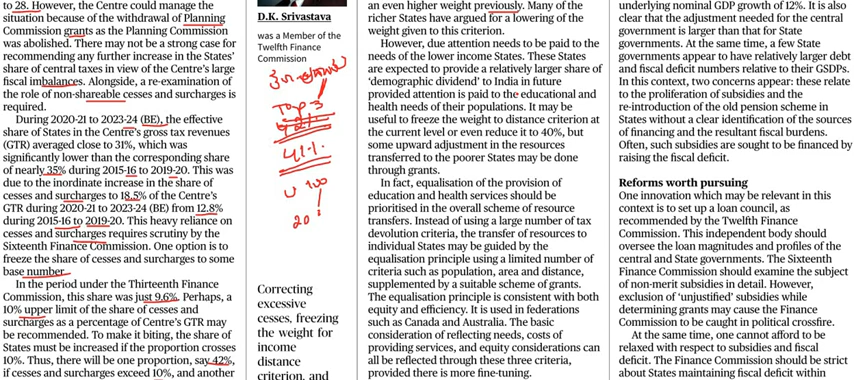 to 28. However, the Centre could manage the
situation because of the withdrawal of Planning
Commission grants as the Planning Commission
was abolished. There may not be a strong case for
recommending any further increase in the States'
share of central taxes in view of the Centre's large
fiscal imbalances. Alongside, a re-examination of
the role of non-shareable cesses and surcharges is
required.
During 2020-21 to 2023-24 (BE), the effective
share of States in the Centre's gross tax revenues
(GTR) averaged close to 31%, which was
significantly lower than the corresponding share
of nearly 35% during 2015-16 to 2019-20. This was
due to the inordinate increase in the share of
cesses and surcharges to 18.5% of the Centre's
GTR during 2020-21 to 2023-24 (BE) from 12.8%
during 2015-16 to 2019-20. This heavy reliance on
cesses and surcharges requires scrutiny by the
Sixteenth Finance Commission. One option is to
freeze the share of cesses and surcharges to some
base number.
In the period under the Thirteenth Finance
Commission, this share was just 9.6%. Perhaps, a
10% upper limit of the share of cesses and
surcharges as a percentage of Centre's GTR may
be recommended. To make it biting, the share of
States must be increased if the proportion crosses
10%. Thus, there will be one proportion, say 42%,
if cesses and surcharges exceed 10%, and another
D.K. Srivastava
was a Member of the
Twelfth Finance
Commission
Top 3
41%
100
20
Correcting
excessive
cesses, freezing
the weight for
income
distance
criterion, and
an even higher weight previously. Many of the
richer States have argued for a lowering of the
weight given to this criterion.
However, due attention needs to be paid to the
needs of the lower income States. These States
are expected to provide a relatively larger share of
'demographic dividend' to India in future
provided attention is paid to the educational and
health needs of their populations. It may be
useful to freeze the weight to distance criterion at
the current level or even reduce it to 40%, but
some upward adjustment in the resources
transferred to the poorer States may be done
through grants.
In fact, equalisation of the provision of
education and health services should be
prioritised in the overall scheme of resource
transfers. Instead of using a large number of tax
devolution criteria, the transfer of resources to
individual States may be guided by the
equalisation principle using a limited number of
criteria such as population, area and distance,
supplemented by a suitable scheme of grants.
The equalisation principle is consistent with both
equity and efficiency. It is used in federations
such as Canada and Australia. The basic
consideration of reflecting needs, costs of
providing services, and equity considerations can
all be reflected through these three criteria,
provided there is more fine-tuning.
underlying nominal GDP growth of 12%. It is also
clear that the adjustment needed for the central
government is larger than that for State
governments. At the same time, a few State
governments appear to have relatively larger debt
and fiscal deficit numbers relative to their GSDPs.
In this context, two concerns appear: these relate
to the proliferation of subsidies and the
re-introduction of the old pension scheme in
States without a clear identification of the sources
of financing and the resultant fiscal burdens.
Often, such subsidies are sought to be financed by
raising the fiscal deficit.
Reforms worth pursuing
One innovation which may be relevant in this
context is to set up a loan council, as
recommended by the Twelfth Finance
Commission. This independent body should
oversee the loan magnitudes and profiles of the
central and State governments. The Sixteenth
Finance Commission should examine the subject
of non-merit subsidies in detail. However,
exclusion of 'unjustified' subsidies while
determining grants may cause the Finance
Commission to be caught in political crossfire.
At the same time, one cannot afford to be
relaxed with respect to subsidies and fiscal
deficit. The Finance Commission should be strict
about States maintaining fiscal deficit within